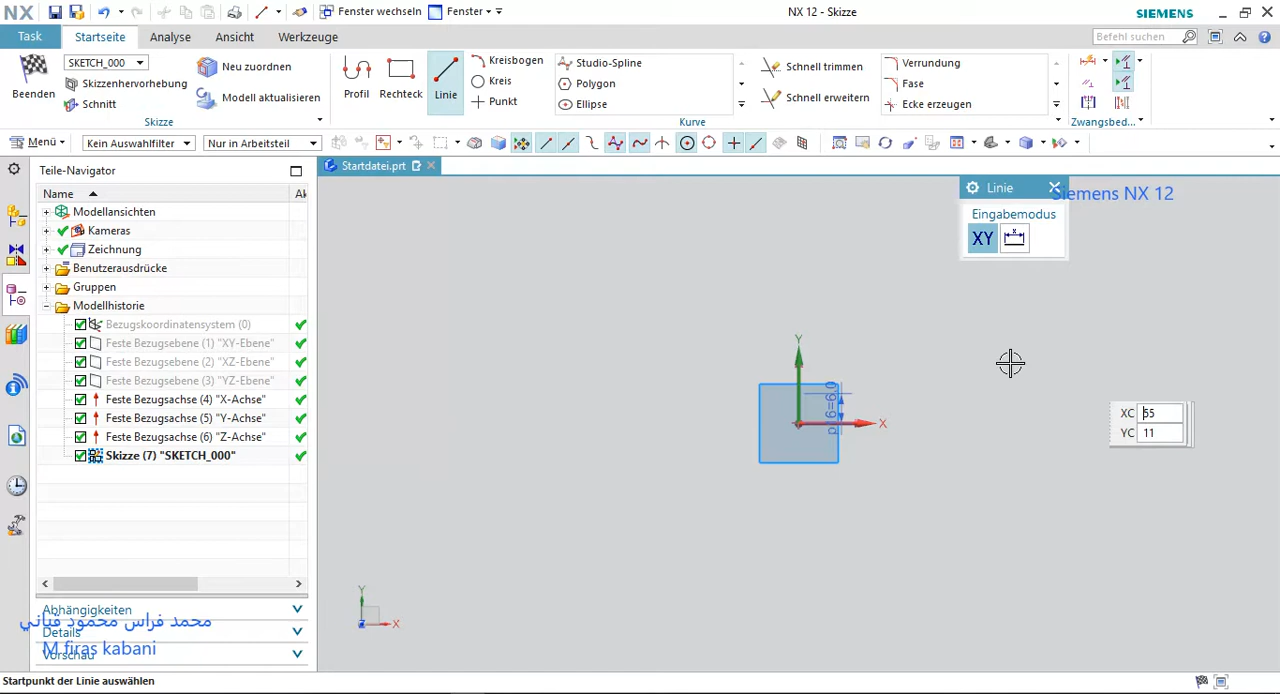 NX
Fenster wechseln
Fenster
NX 12 - Skizze
SIEMENS
Task
Startseite
Analyse
Ansicht
Werkzeuge
Befehl suchen
Beenden
SKETCH_000
Skizzenhervorhebung
Schnitt
Neu zuordnen
Modell aktualisieren
Skizze
Profil
Rechteck
Linie
Kreisbogen
Kreis
Punkt
Studio-Spline
Polygon
Ellipse
Schnell trimmen
Schnell erweitern
Verrundung
Fase
Ecke erzeugen
Kurve
Zwangsbed...
Menü
Kein Auswahlfilter
Nur in Arbeitsteil
Teile-Navigator
Startdatei.prt
Name
Ak
Modellansichten
Kameras
Zeichnung
Benutzerausdrücke
Gruppen
Modellhistorie
Bezugskoordinatensystem (0)
Feste Bezugsebene (1) "XY-Ebene"
Feste Bezugsebene (2) "XZ-Ebene"
Feste Bezugsebene (3) "YZ-Ebene"
Feste Bezugsachse (4) "X-Achse"
Feste Bezugsachse (5) "Y-Achse"
Feste Bezugsachse (6) "Z-Achse"
Skizze (7) "SKETCH_000"
Linie
Siemens NX 12
Eingabemodus
XY
Y
X
p16=6.0
XC 55
YC 11
Y
Z
X
Abhängigkeiten
محمد فراس محمود قباني
Details
M firas kabani
Vorschau
Startpunkt der Linie auswählen